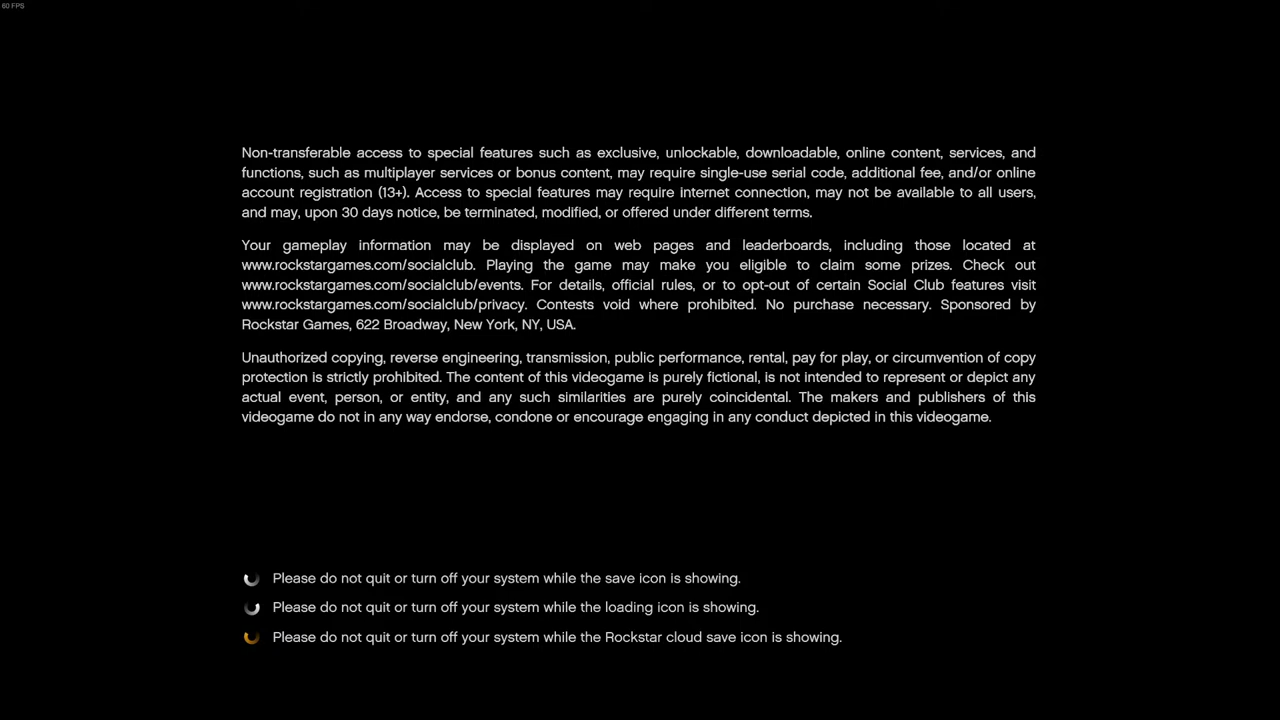 60 FPS
Non-transferable access to special features such as exclusive, unlockable, downloadable, online content, services, and
functions, such as multiplayer services or bonus content, may require single-use serial code, additional fee, and/or online
account registration (13+). Access to special features may require internet connection, may not be available to all users,
and may, upon 30 days notice, be terminated, modified, or offered under different terms.
Your gameplay information may be displayed on web pages and leaderboards, including those located at
www.rockstargames.com/socialclub. Playing the game may make you eligible to claim some prizes. Check out
www.rockstargames.com/socialclub/events. For details, official rules, or to opt-out of certain Social Club features visit
www.rockstargames.com/socialclub/privacy. Contests void where prohibited. No purchase necessary. Sponsored by
Rockstar Games, 622 Broadway, New York, NY, USA.
Unauthorized copying, reverse engineering, transmission, public performance, rental, pay for play, or circumvention of copy
protection is strictly prohibited. The content of this videogame is purely fictional, is not intended to represent or depict any
actual event, person, or entity, and any such similarities are purely coincidental. The makers and publishers of this
videogame do not in any way endorse, condone or encourage engaging in any conduct depicted in this videogame.
Please do not quit or turn off your system while the save icon is showing.
Please do not quit or turn off your system while the loading icon is showing.
Please do not quit or turn off your system while the Rockstar cloud save icon is showing.